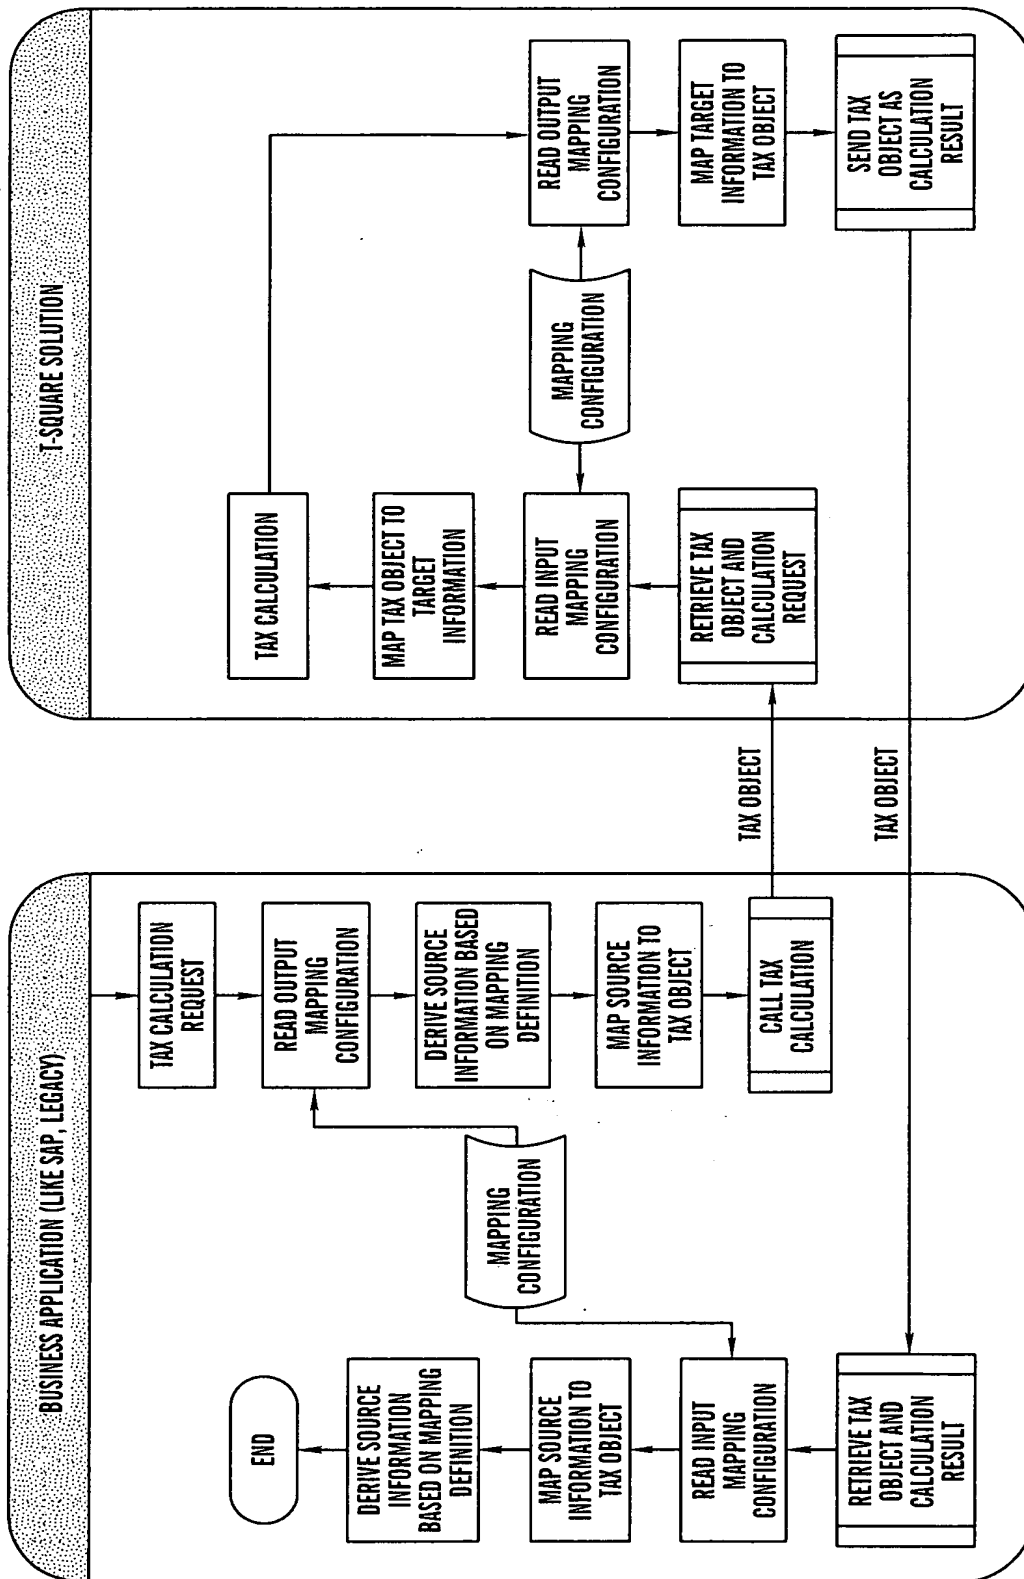 BUSINESS APPLICATION (LIKE SAP, LEGACY)
TAX CALCULATION
REQUEST
READ OUTPUT
MAPPING
CONFIGURATION
DERIVE SOURCE
INFORMATION BASED
ON MAPPING
DEFINITION
MAP SOURCE
INFORMATION TO
TAX OBJECT
CALL TAX
CALCULATION
MAPPING
CONFIGURATION
END
DERIVE SOURCE
INFORMATION
BASED ON MAPPING
DEFINITION
MAP SOURCE
INFORMATION TO
TAX OBJECT
READ INPUT
MAPPING
CONFIGURATION
RETRIEVE TAX
OBJECT AND
CALCULATION
RESULT
TAX OBJECT
TAX OBJECT
T-SQUARE SOLUTION
TAX CALCULATION
MAP TAX OBJECT TO
TARGET
INFORMATION
READ INPUT
MAPPING
CONFIGURATION
RETRIEVE TAX
OBJECT AND
CALCULATION
REQUEST
MAPPING
CONFIGURATION
READ OUTPUT
MAPPING
CONFIGURATION
MAP TARGET
INFORMATION TO
TAX OBJECT
SEND TAX
OBJECT AS
CALCULATION
RESULT